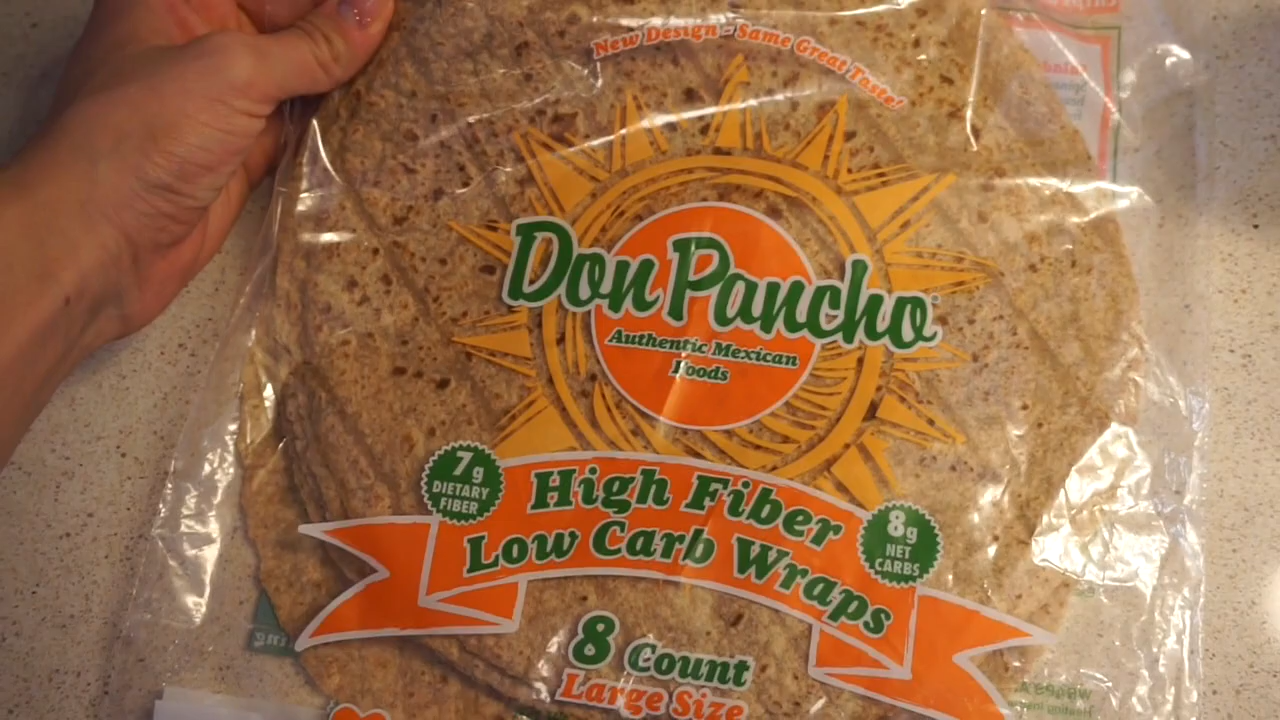 New Design - Same Great Taste!
Don Pancho
Authentic Mexican
Foods
7g
DIETARY
FIBER
High Fiber
Low Carb Wraps
8g
NET
CARBS
8 Count
Large Size